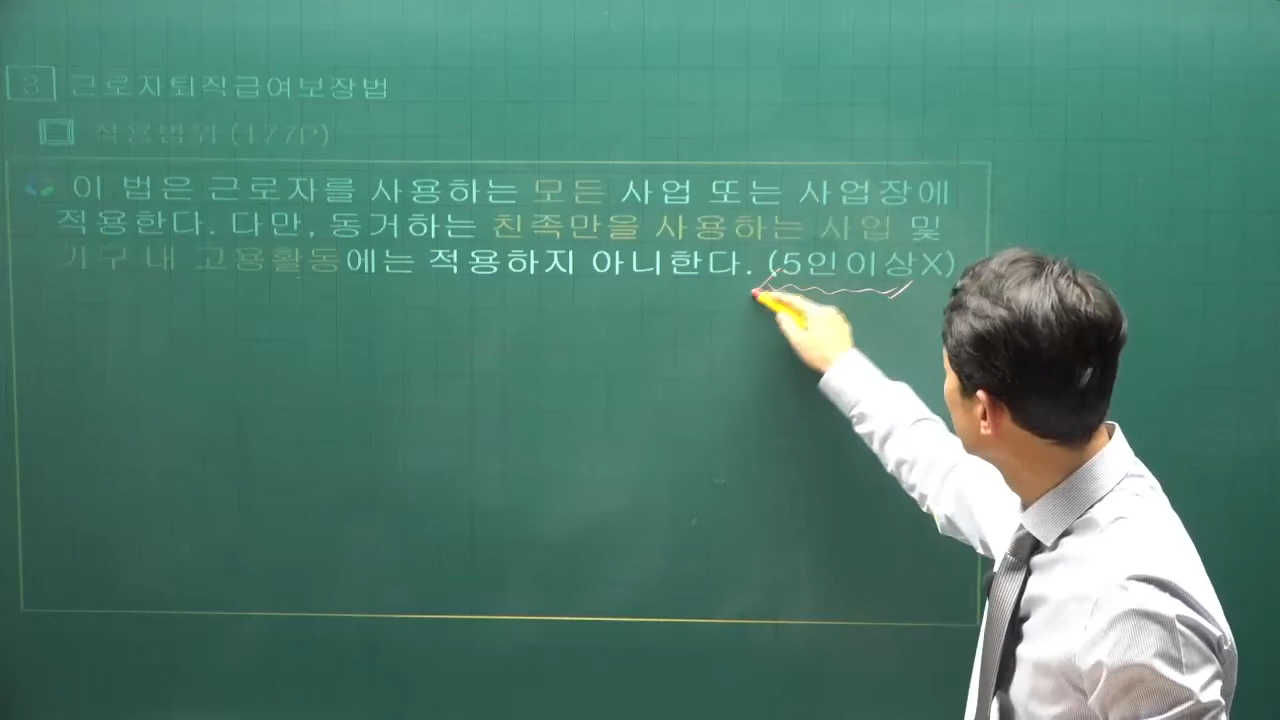 3 근로자퇴직급여보장법
적용범위 (177P)
이 법은 근로자를 사용하는 모든 사업 또는 사업장에
적용한다. 다만, 동거하는 친족만을 사용하는 사업 및
가구 내 고용활동에는 적용하지 아니한다. (5인이상X)